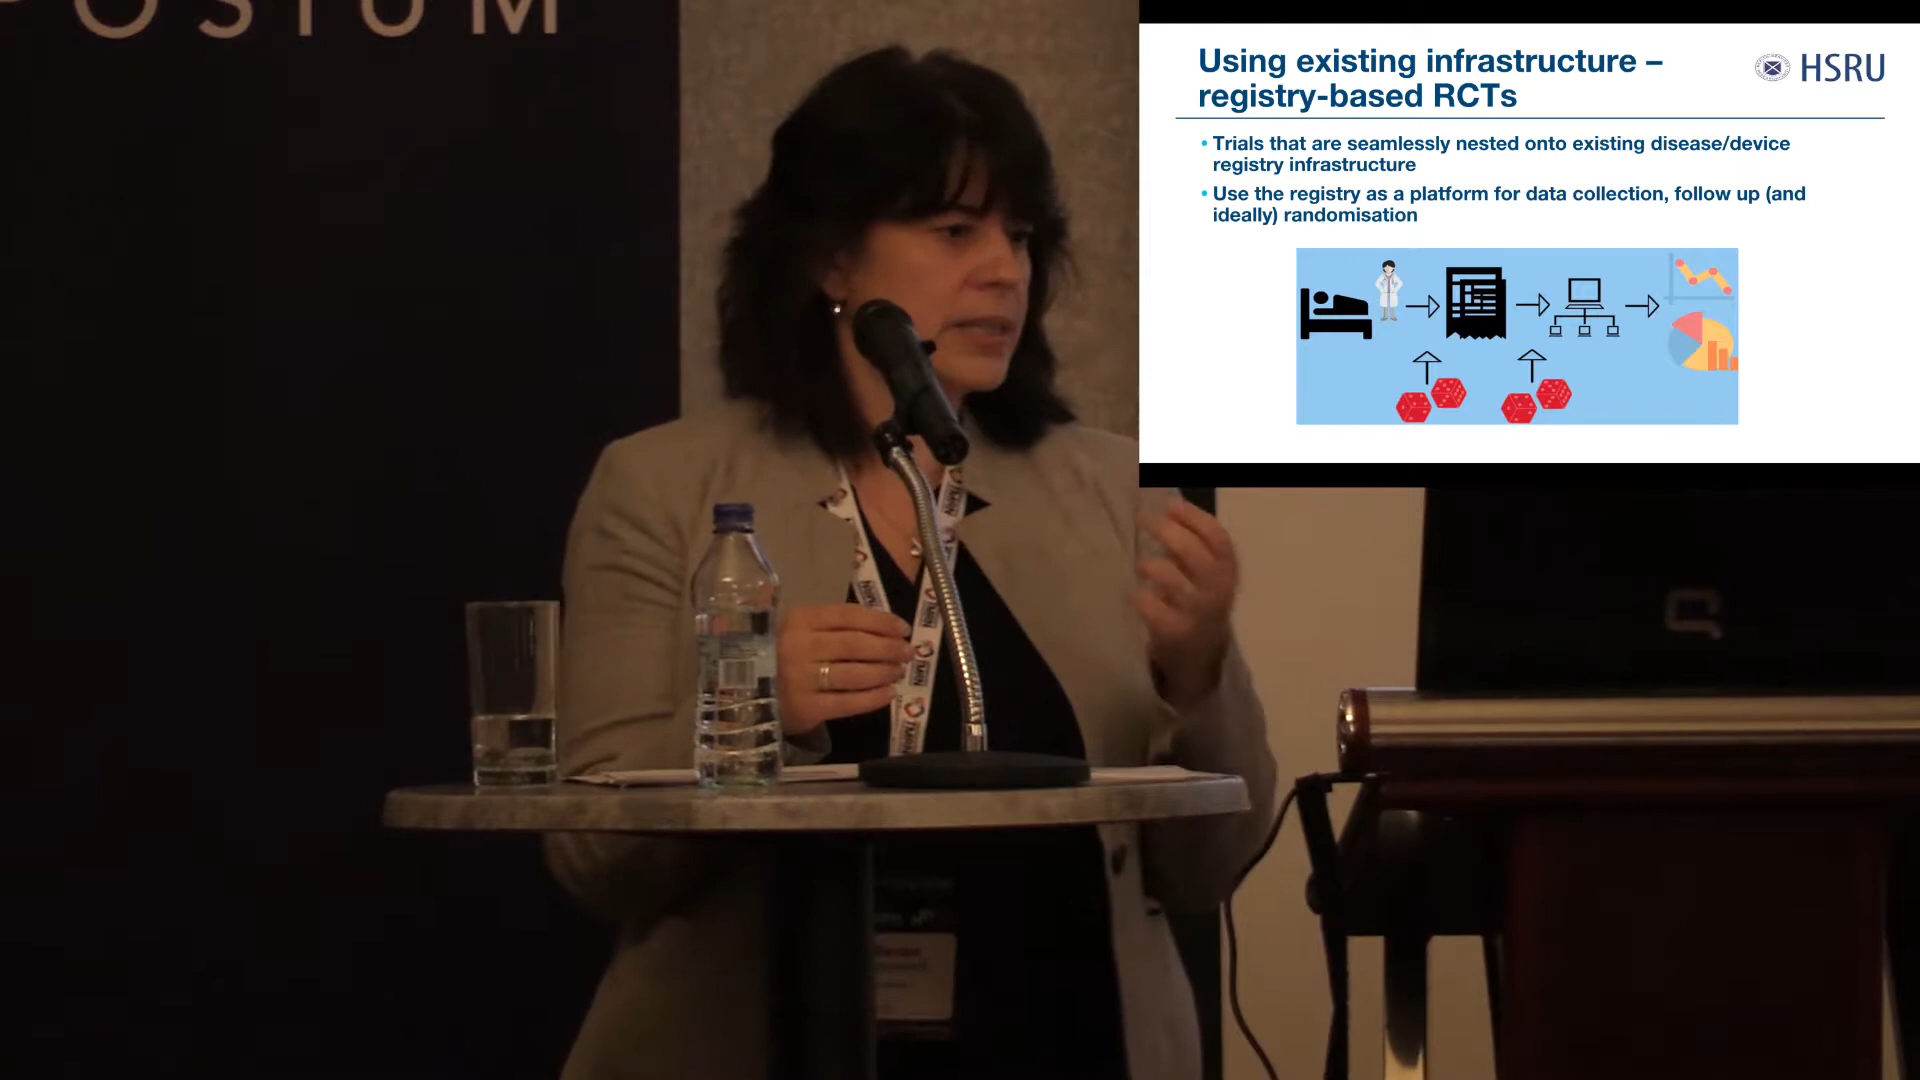 POSIUM
Using existing infrastructure –
registry-based RCTs
HSRU
• Trials that are seamlessly nested onto existing disease/device
registry infrastructure
• Use the registry as a platform for data collection, follow up (and
ideally) randomisation